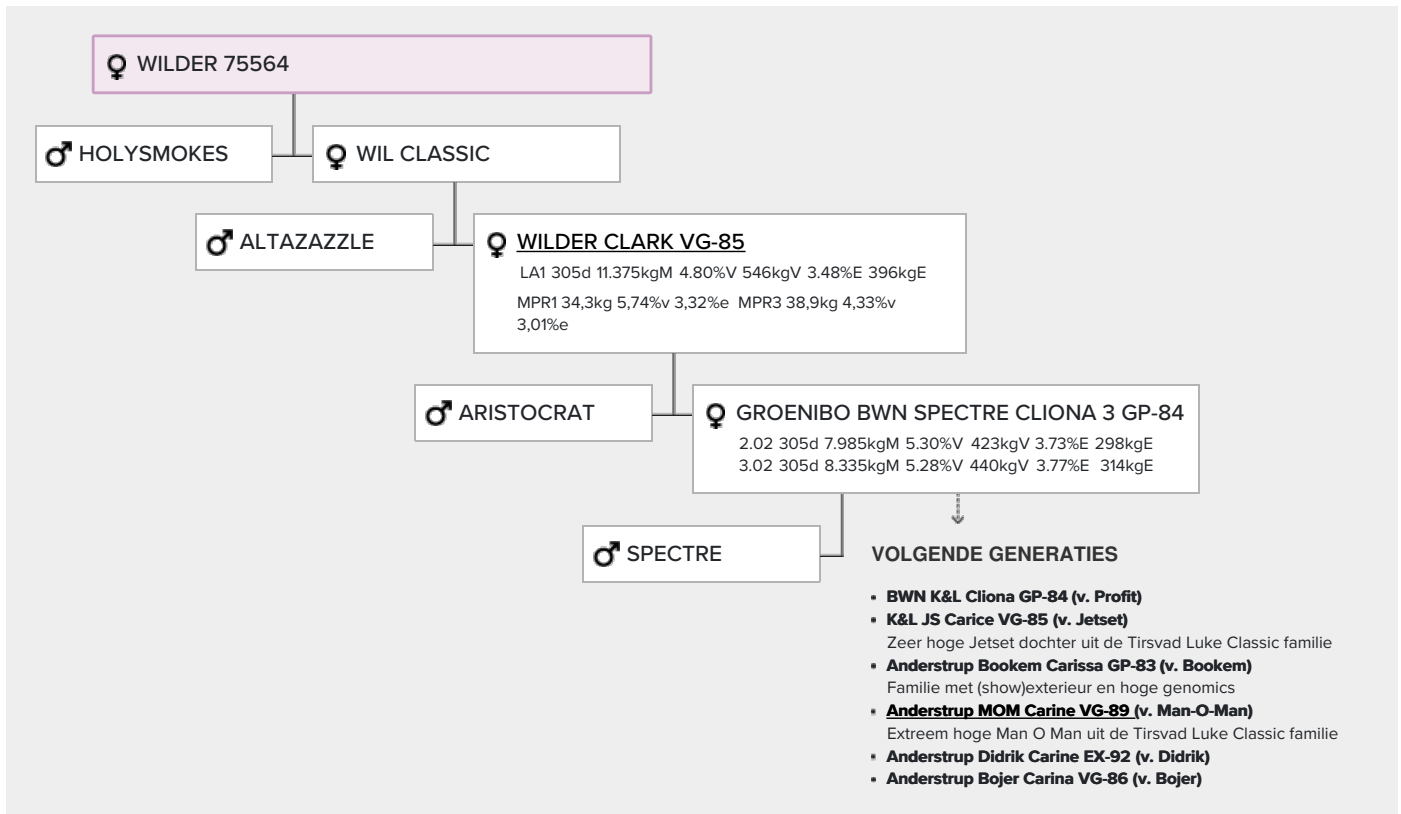 WILDER 75564
HOLYSMOKES
WIL CLASSIC
ALTAZAZZLE
WILDER CLARK VG-85
LA1 305d 11.375kgM 4.80%V 546kgV 3.48%E 396kgE
MPR1 34,3kg 5,74%v 3,32%e MPR3 38,9kg 4,33%v
3,01%e
ARISTOCRAT
GROENIBO BWN SPECTRE CLIONA 3 GP-84
2.02 305d 7.985kgM 5.30%V 423kgV 3.73%E 298kgE
3.02 305d 8.335kgM 5.28%V 440kgV 3.77%E 314kgE
SPECTRE
VOLGENDE GENERATIES
▪ BWN K&L Cliona GP-84 (v. Profit)
▪ K&L JS Carice VG-85 (v. Jetset)
Zeer hoge Jetset dochter uit de Tirsvad Luke Classic familie
▪ Anderstrup Bookem Carissa GP-83 (v. Bookem)
Familie met (show)exterieur en hoge genomics
▪ Anderstrup MOM Carine VG-89 (v. Man-O-Man)
Extreem hoge Man O Man uit de Tirsvad Luke Classic familie
▪ Anderstrup Didrik Carine EX-92 (v. Didrik)
▪ Anderstrup Bojer Carina VG-86 (v. Bojer)